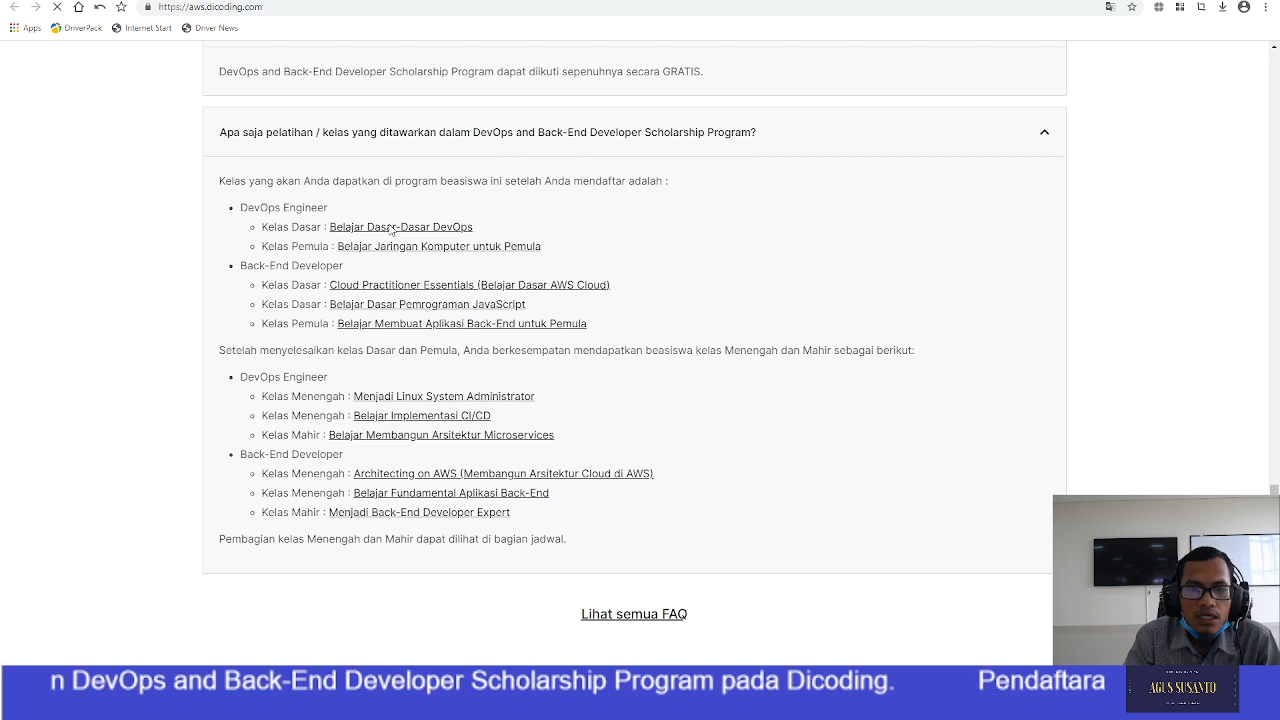 https://aws.dicoding.com
Apps DriverPack Internet Start Driver News
DevOps and Back-End Developer Scholarship Program dapat diikuti sepenuhnya secara GRATIS.
Apa saja pelatihan / kelas yang ditawarkan dalam DevOps and Back-End Developer Scholarship Program?
Kelas yang akan Anda dapatkan di program beasiswa ini setelah Anda mendaftar adalah :
DevOps Engineer
Kelas Dasar : Belajar Dasar-Dasar DevOps
Kelas Pemula : Belajar Jaringan Komputer untuk Pemula
Back-End Developer
Kelas Dasar : Cloud Practitioner Essentials (Belajar Dasar AWS Cloud)
Kelas Dasar : Belajar Dasar Pemrograman JavaScript
Kelas Pemula : Belajar Membuat Aplikasi Back-End untuk Pemula
Setelah menyelesaikan kelas Dasar dan Pemula, Anda berkesempatan mendapatkan beasiswa kelas Menengah dan Mahir sebagai berikut:
DevOps Engineer
Kelas Menengah : Menjadi Linux System Administrator
Kelas Menengah : Belajar Implementasi CI/CD
Kelas Mahir : Belajar Membangun Arsitektur Microservices
Back-End Developer
Kelas Menengah : Architecting on AWS (Membangun Arsitektur Cloud di AWS)
Kelas Menengah : Belajar Fundamental Aplikasi Back-End
Kelas Mahir : Menjadi Back-End Developer Expert
Pembagian kelas Menengah dan Mahir dapat dilihat di bagian jadwal.
Lihat semua FAQ
n DevOps and Back-End Developer Scholarship Program pada Dicoding. Pendaftara
AGUS SUSANTO